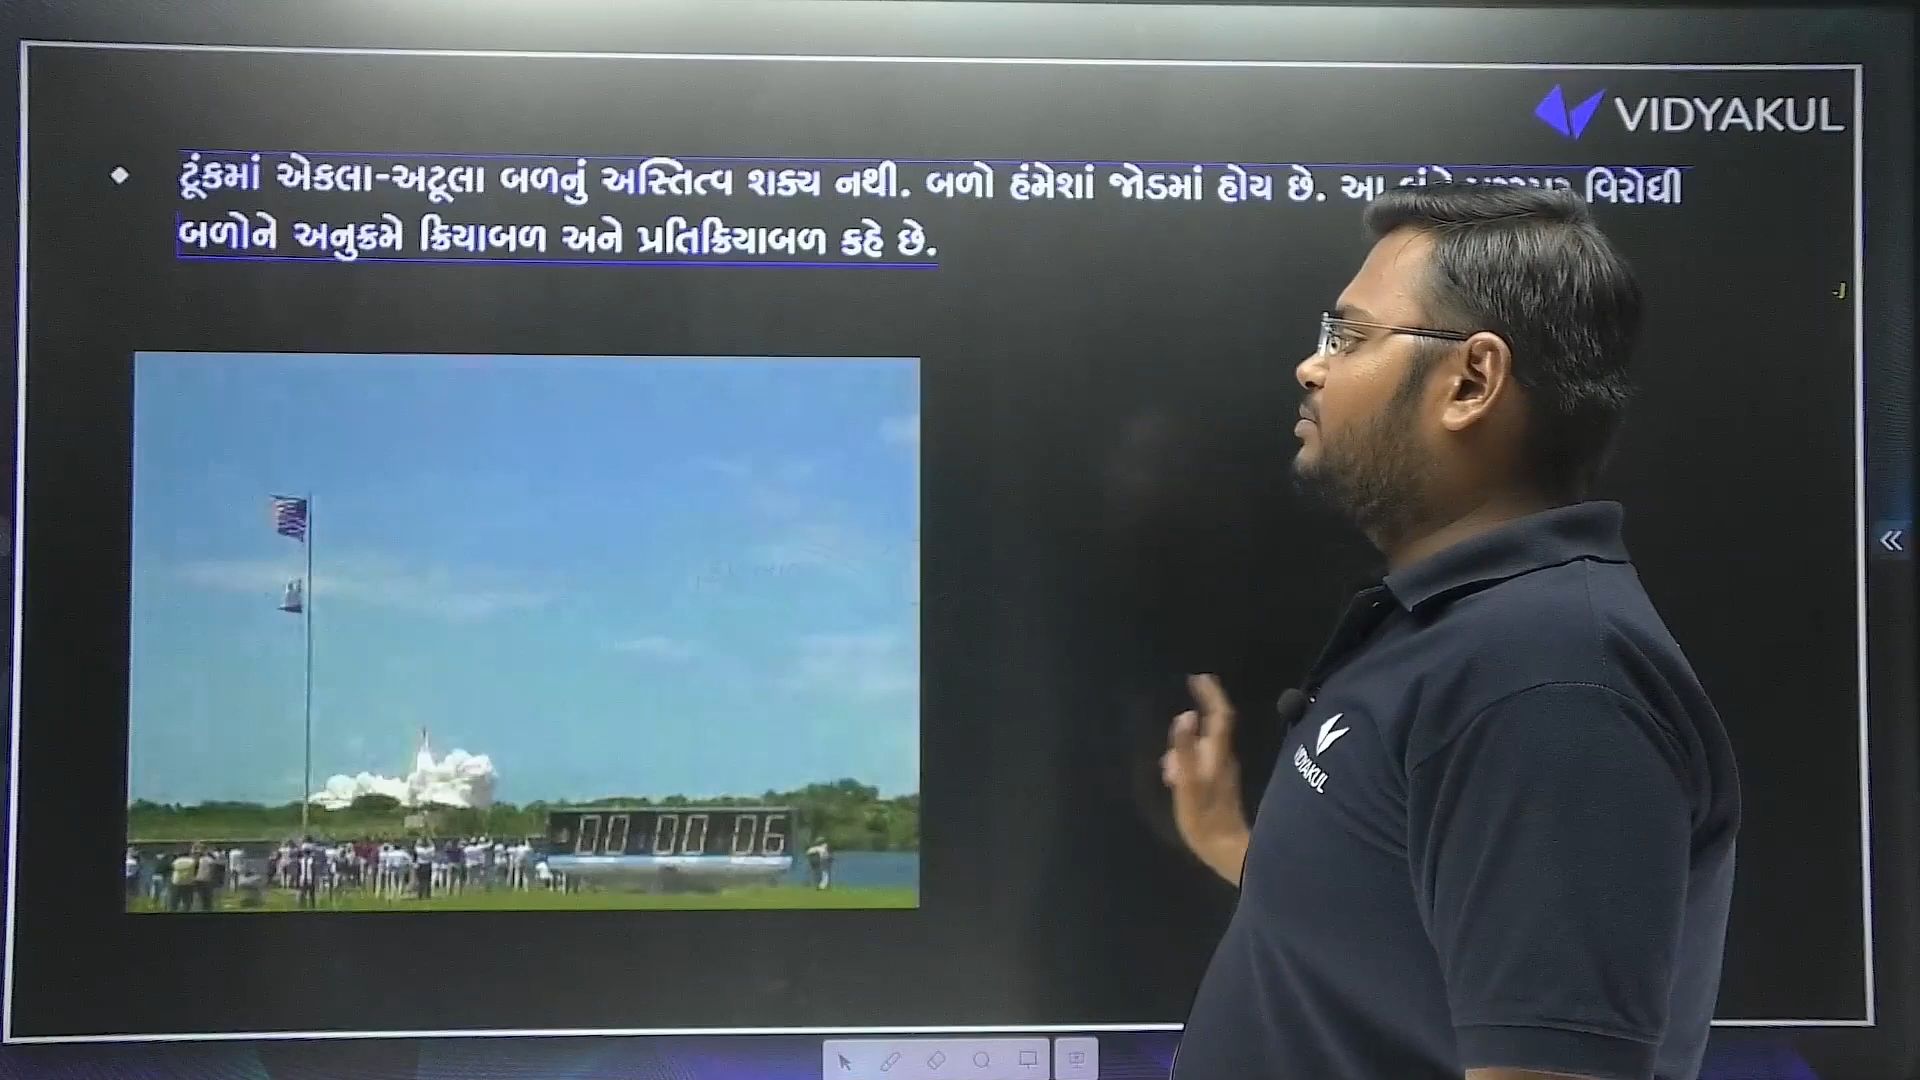 VIDYAKUL
ટૂંકમાં એકલા-અટૂલા બળનું અસ્તિત્વ શક્ય નથી. બળો હંમેશાં જોડમાં હોય છે. આ વિરોધી
બળોને અનુક્રમે ક્રિયાબળ અને પ્રતિક્રિયાબળ કહે છે.
00 00 06
VIDYAKUL